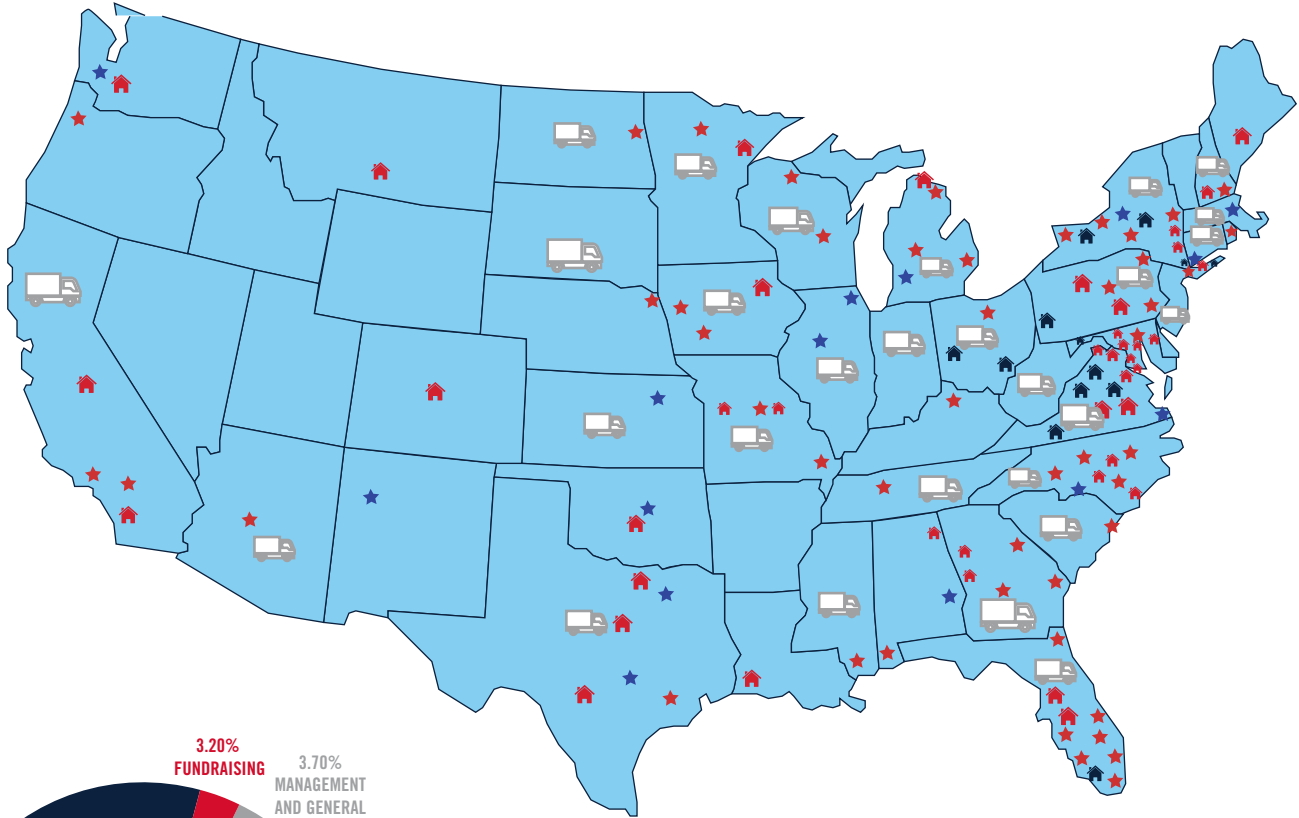 3.20%
FUNDRAISING
3.70%
MANAGEMENT
AND GENERAL